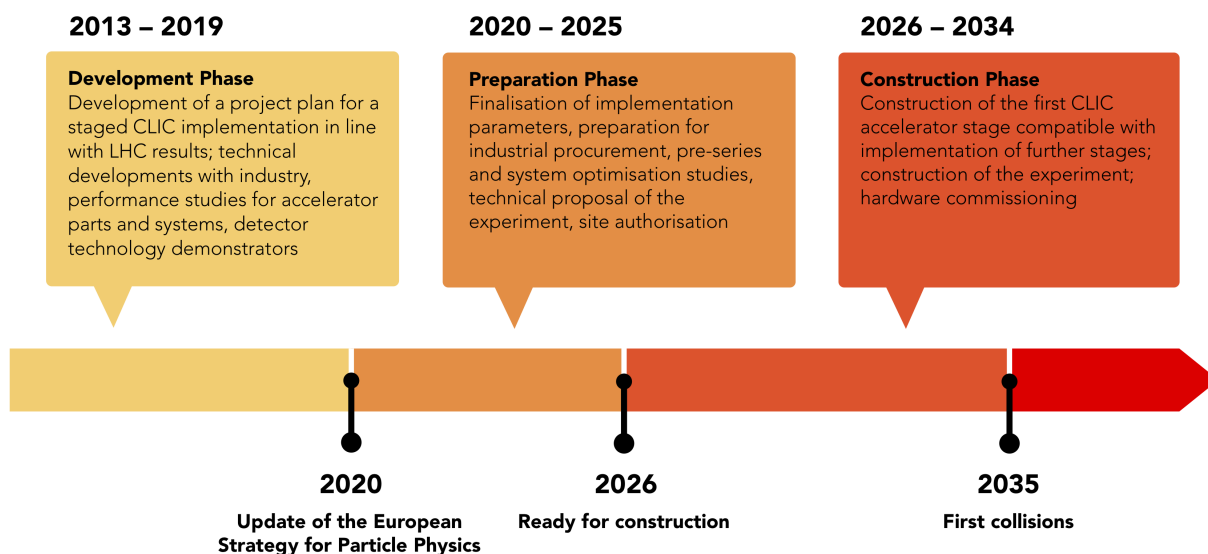 2013 – 2019
Development Phase
Development of a project plan for a
staged CLIC implementation in line
with LHC results; technical
developments with industry,
performance studies for accelerator
parts and systems, detector
technology demonstrators
2020 – 2025
Preparation Phase
Finalisation of implementation
parameters, preparation for
industrial procurement, pre-series
and system optimisation studies,
technical proposal of the
experiment, site authorisation
2026 – 2034
Construction Phase
Construction of the first CLIC
accelerator stage compatible with
implementation of further stages;
construction of the experiment;
hardware commissioning
2020
Update of the European
Strategy for Particle Physics
2026
Ready for construction
2035
First collisions